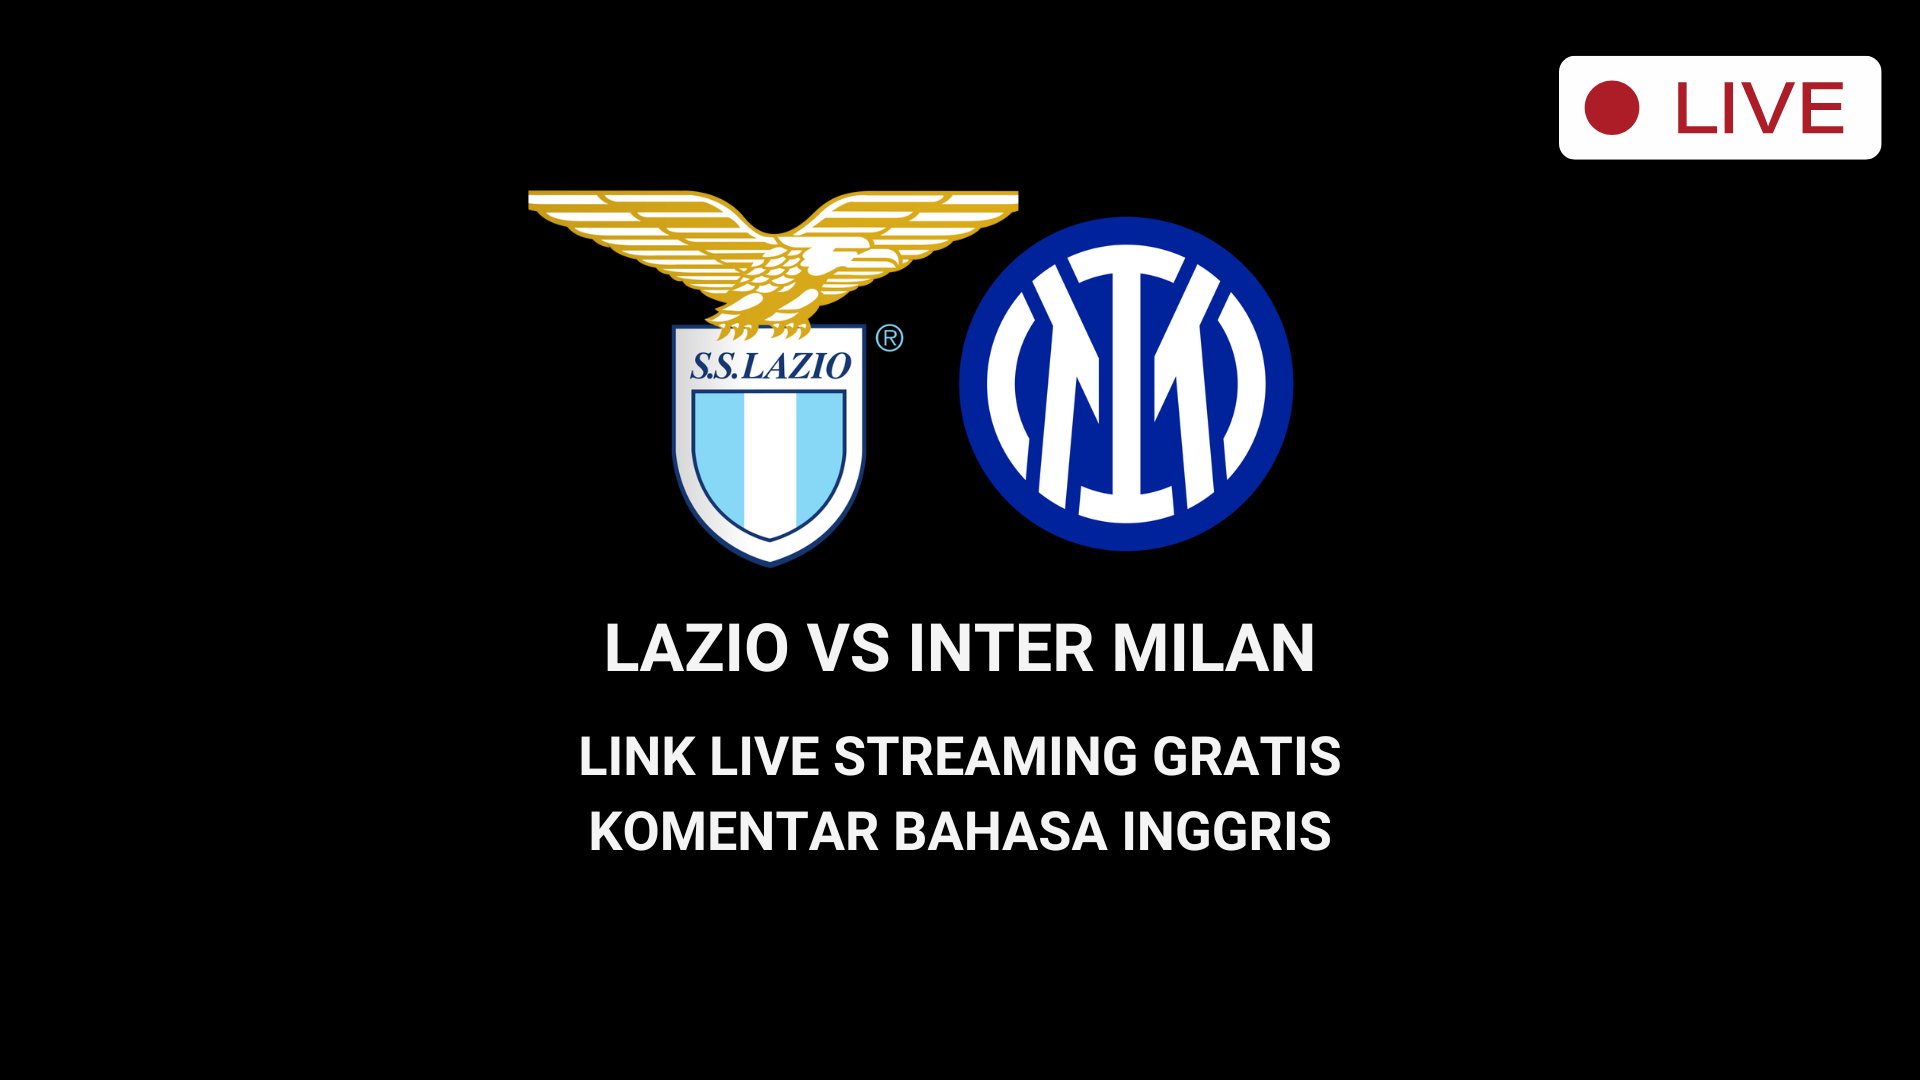 LIVE
S.S. LAZIO
®
LAZIO VS INTER MILAN
LINK LIVE STREAMING GRATIS
KOMENTAR BAHASA INGGRIS